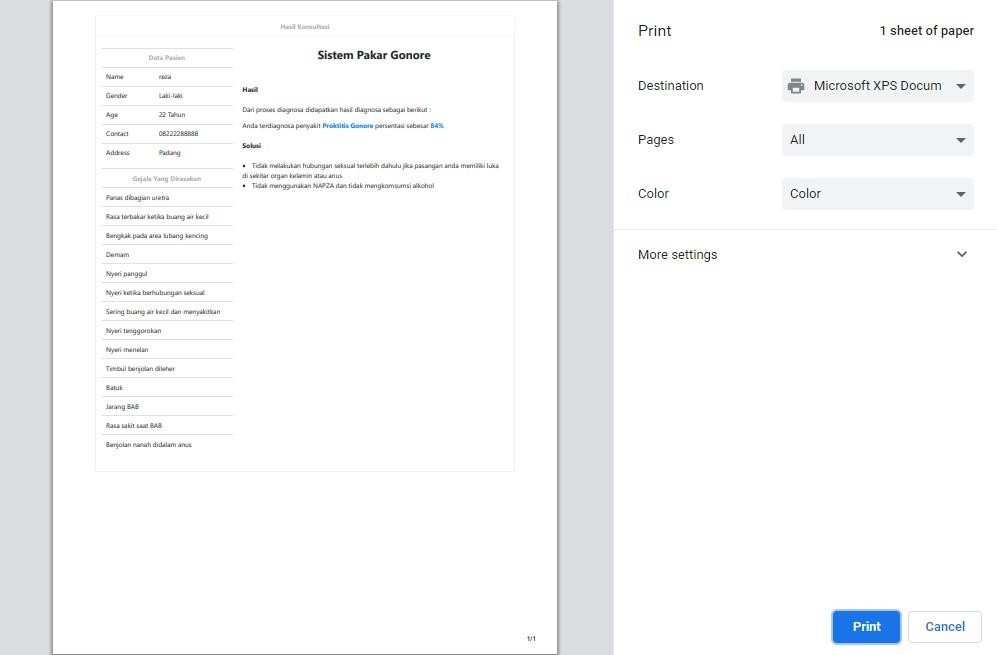 Hasil Konsultasi
Data Pasien
Name reza
Gender Laki-laki
Age 22 Tahun
Contact 08222288888
Address Padang
Gejala Yang Dirasakan
Panas dibagian uretra
Rasa terbakar ketika buang air kecil
Bengkak pada area lubang kencing
Demam
Nyeri panggul
Nyeri ketika berhubungan seksual
Sering buang air kecil dan menyakitkan
Nyeri tenggorokan
Nyeri menelan
Timbul benjolan dileher
Batuk
Jarang BAB
Rasa sakit saat BAB
Benjolan nanah didalam anus
Sistem Pakar Gonore
Hasil
Dari proses diagnosa didapatkan hasil diagnosa sebagai berikut :
Anda terdiagnosa penyakit Proktitis Gonore persentasi sebesar 84%
Solusi
• Tidak melakukan hubungan seksual terlebih dahulu jika pasangan anda memiliki luka
di sekitar organ kelamin atau anus
• Tidak menggunakan NAPZA dan tidak mengkomsumsi alkohol
1/1
Print 1 sheet of paper
Destination Microsoft XPS Docum
Pages All
Color Color
More settings
Print Cancel